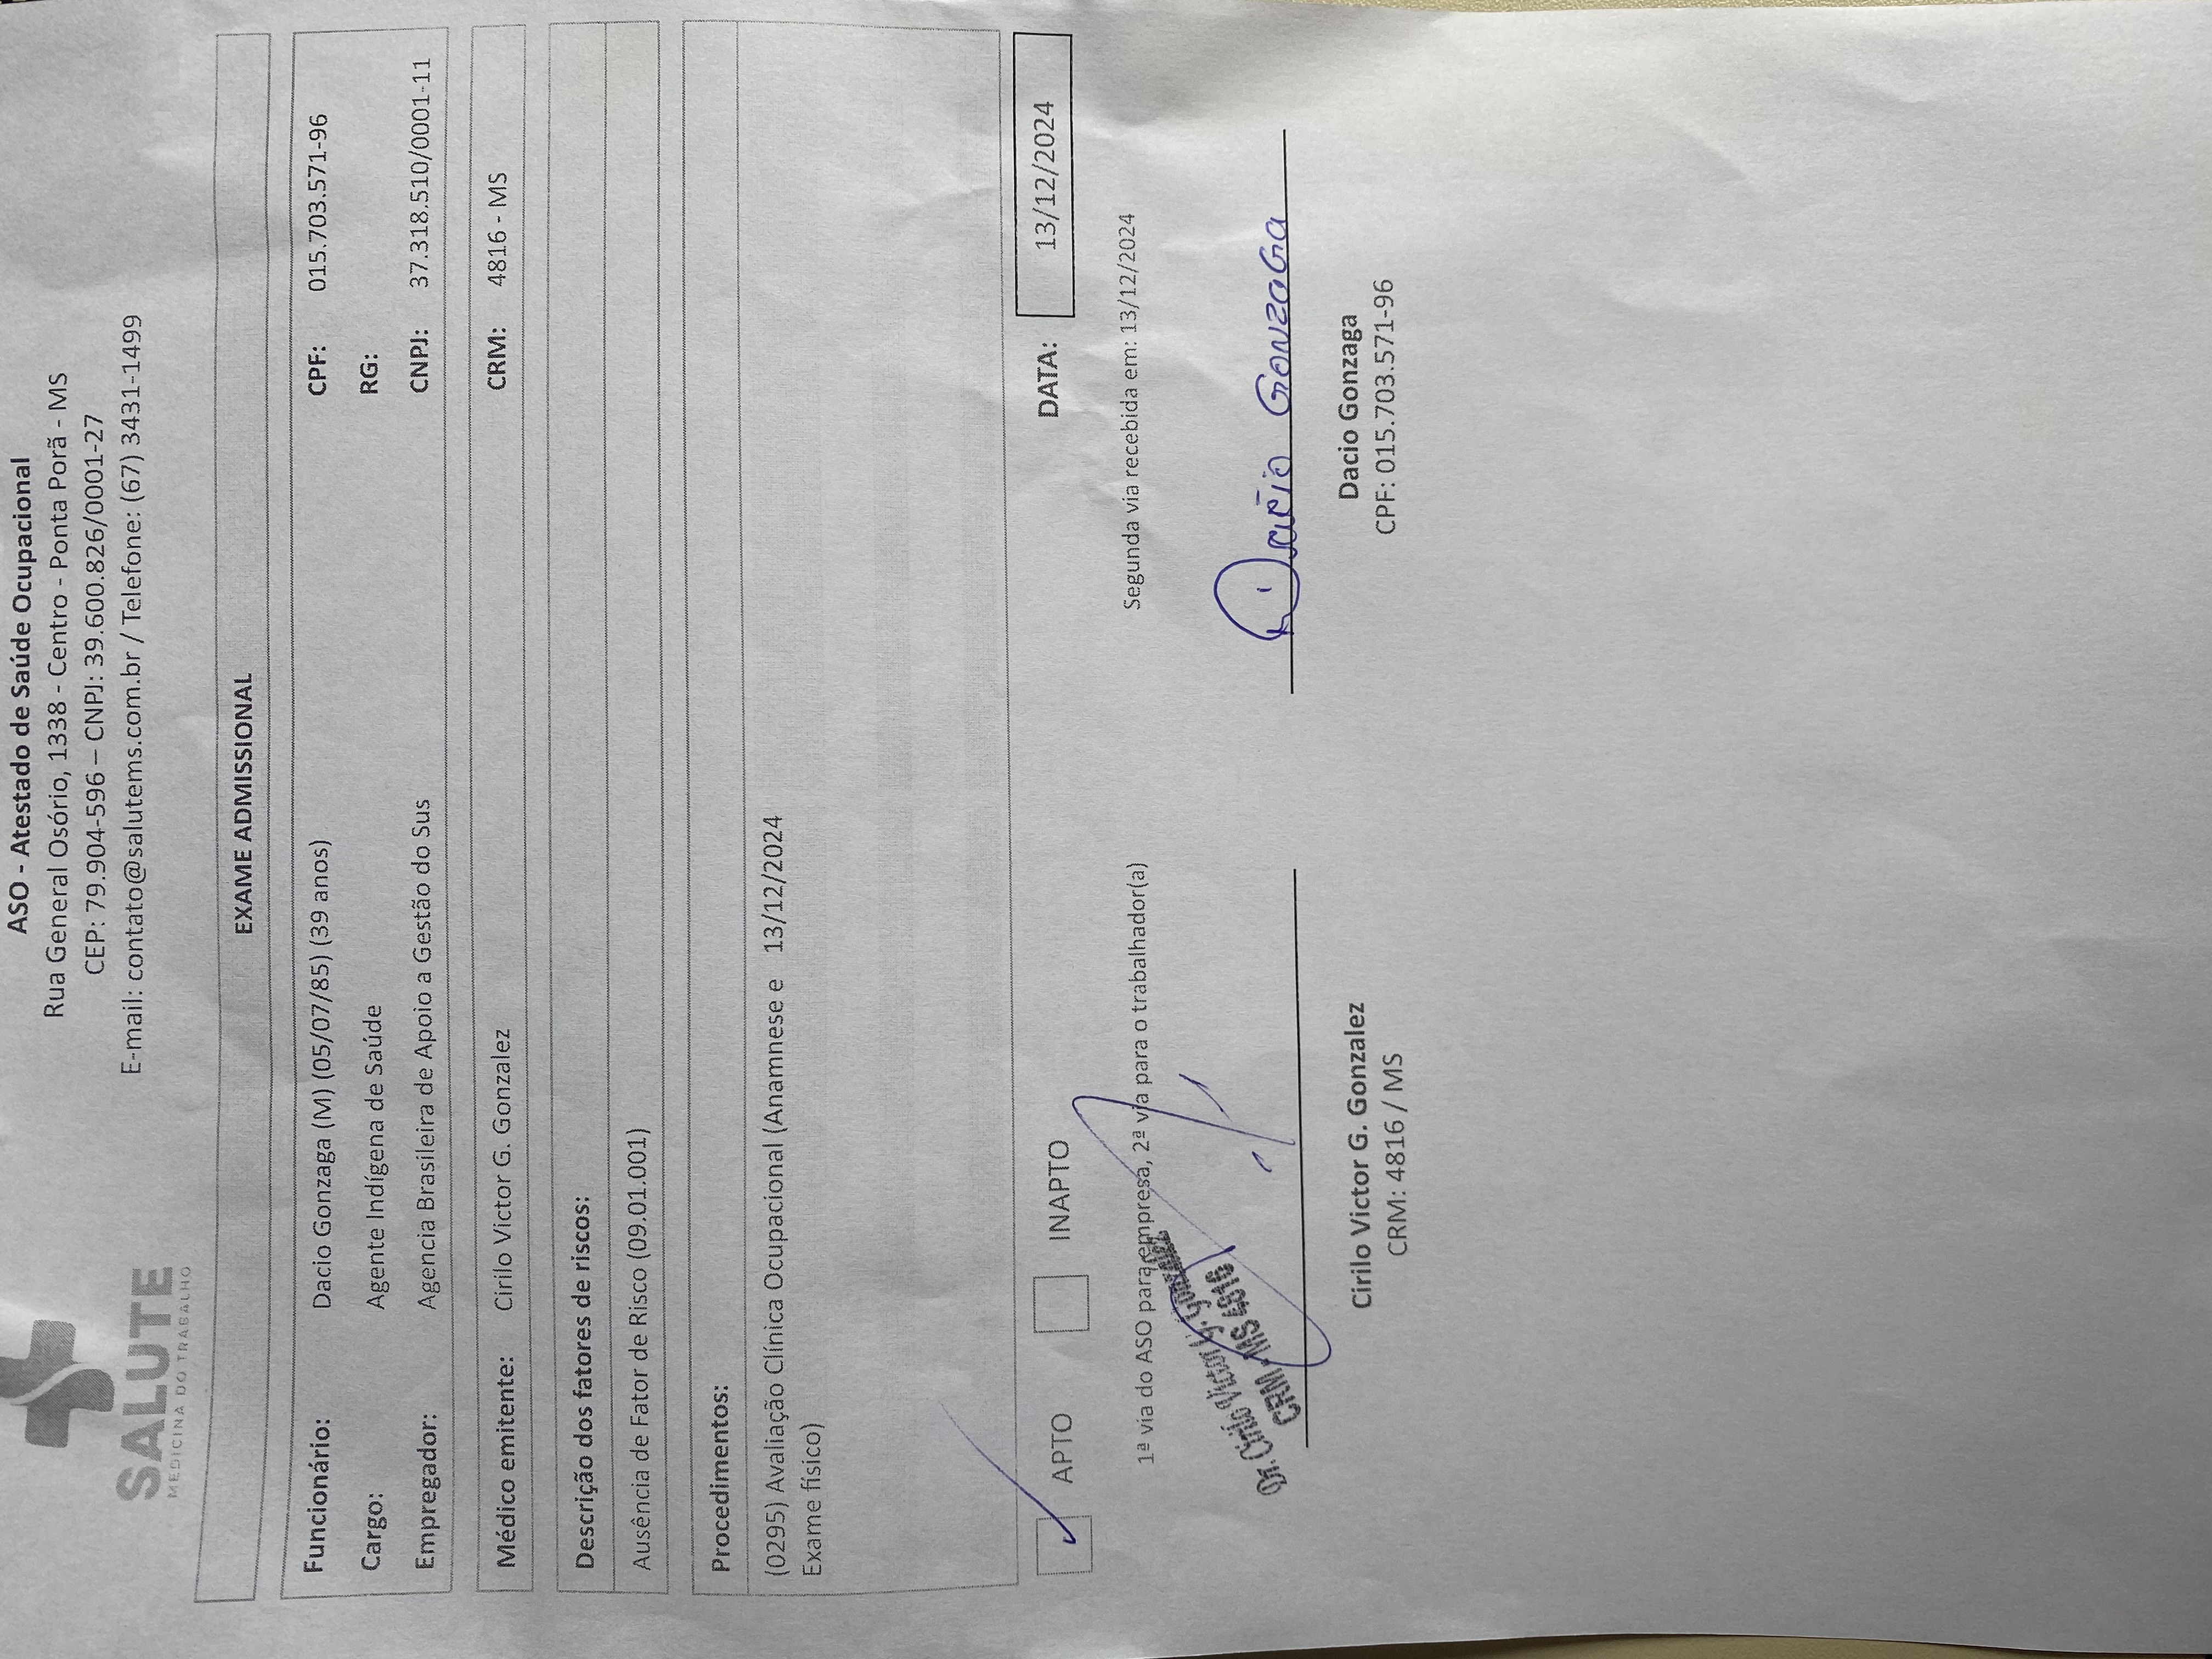 SALUTE
MEDICINA DO TRABALHO
ASO - Atestado de Saúde Ocupacional
Rua General Osório, 1338 - Centro - Ponta Porã - MS
CEP: 79.904-596 – CNPJ: 39.600.826/0001-27
E-mail: contato@salutems.com.br / Telefone: (67) 3431-1499
EXAME ADMISSIONAL
Funcionário: Dacio Gonzaga (M) (05/07/85) (39 anos) CPF: 015.703.571-96
Cargo: Agente Indígena de Saúde RG:
Empregador: Agencia Brasileira de Apoio a Gestão do Sus CNPJ: 37.318.510/0001-11
Médico emitente: Cirilo Victor G. Gonzalez CRM: 4816 - MS
Descrição dos fatores de riscos:
Ausência de Fator de Risco (09.01.001)
Procedimentos:
(0295) Avaliação Clínica Ocupacional (Anamnese e 13/12/2024
Exame físico)
APTO INAPTO DATA: 13/12/2024
1ª via do ASO para empresa, 2ª via para o trabalhador(a) Segunda via recebida em: 13/12/2024
Dr. Cirilo Victor G. Gonzalez
CRM - MS 4816
Dacio Gonzaga
Cirilo Victor G. Gonzalez Dacio Gonzaga
CRM: 4816 / MS CPF: 015.703.571-96